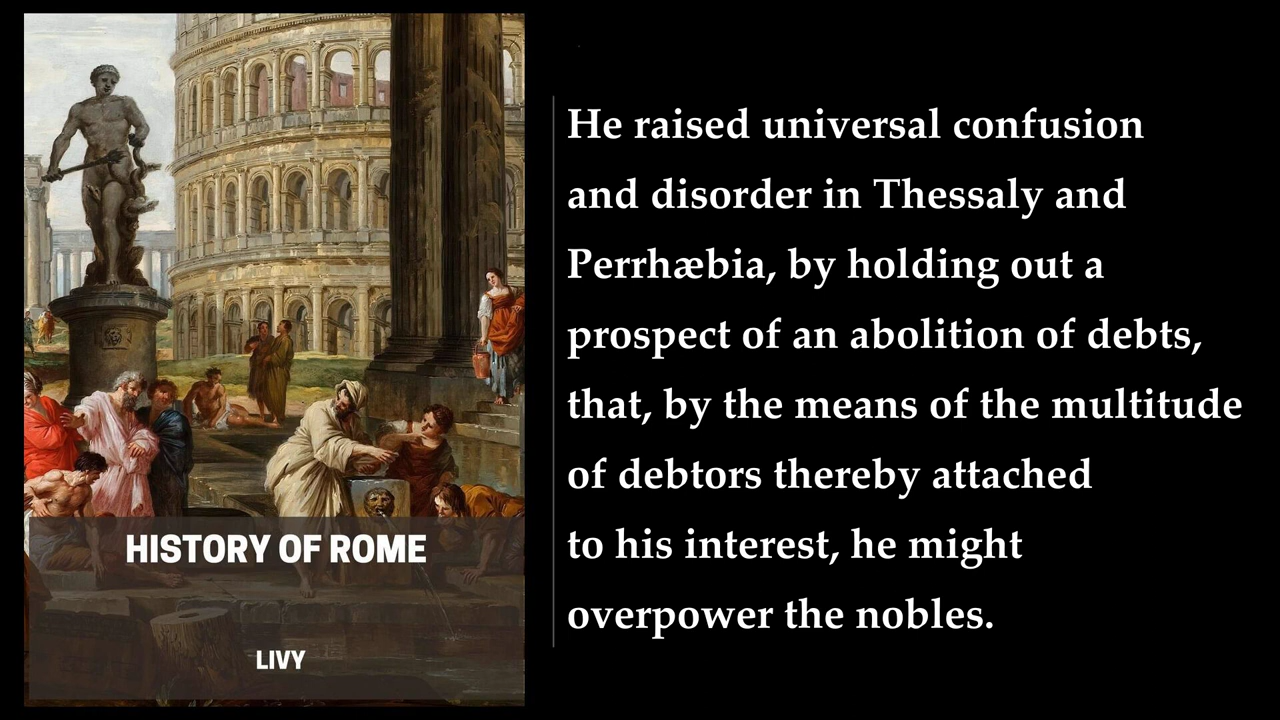 HISTORY OF ROME
LIVY
He raised universal confusion
and disorder in Thessaly and
Perrhæbia, by holding out a
prospect of an abolition of debts,
that, by the means of the multitude
of debtors thereby attached
to his interest, he might
overpower the nobles.